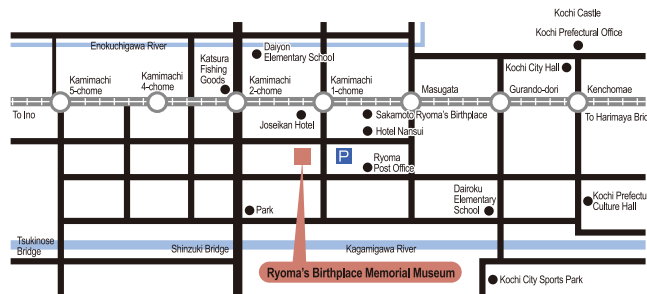 Kochi Castle
Kochi Prefectural Office
Enokuchigawa River
Daiyon
Elementary School
Katsura
Fishing
Goods
Kochi City Hall
Kamimachi
5-chome
Kamimachi
4-chome
Kamimachi
2-chome
Kamimachi
1-chome
Masugata
Gurando-dori
Kenchomae
To Ino
Joseikan Hotel
Sakamoto Ryoma's Birthplace
To Harimaya Bri
Hotel Nansui
P
Ryoma
Post Office
Park
Dairoku
Elementary
School
Kochi Prefectu
Culture Hall
Tsukinose
Bridge
Shinzuki Bridge
Kagamigawa River
Ryoma's Birthplace Memorial Museum
Kochi City Sports Park